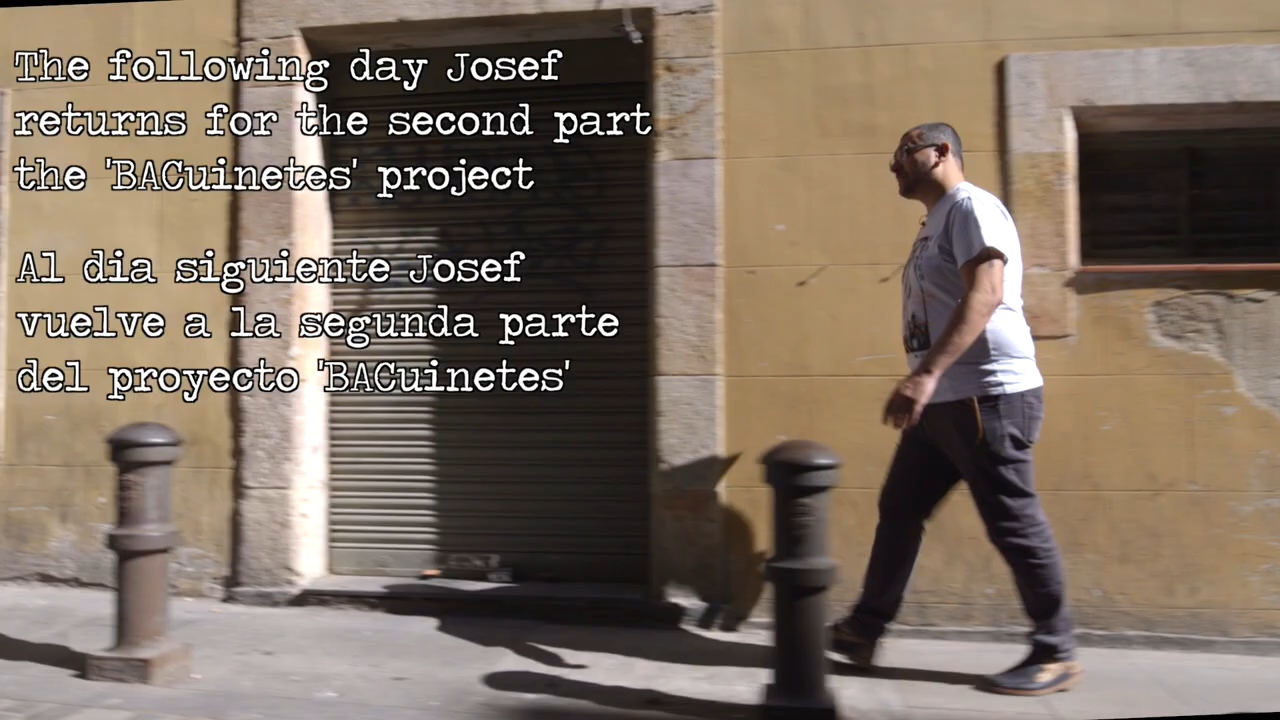 The following day Josef
returns for the second part
the 'BACuinetes' project
Al dia siguiente Josef
vuelve a la segunda parte
del proyecto 'BACuinetes'